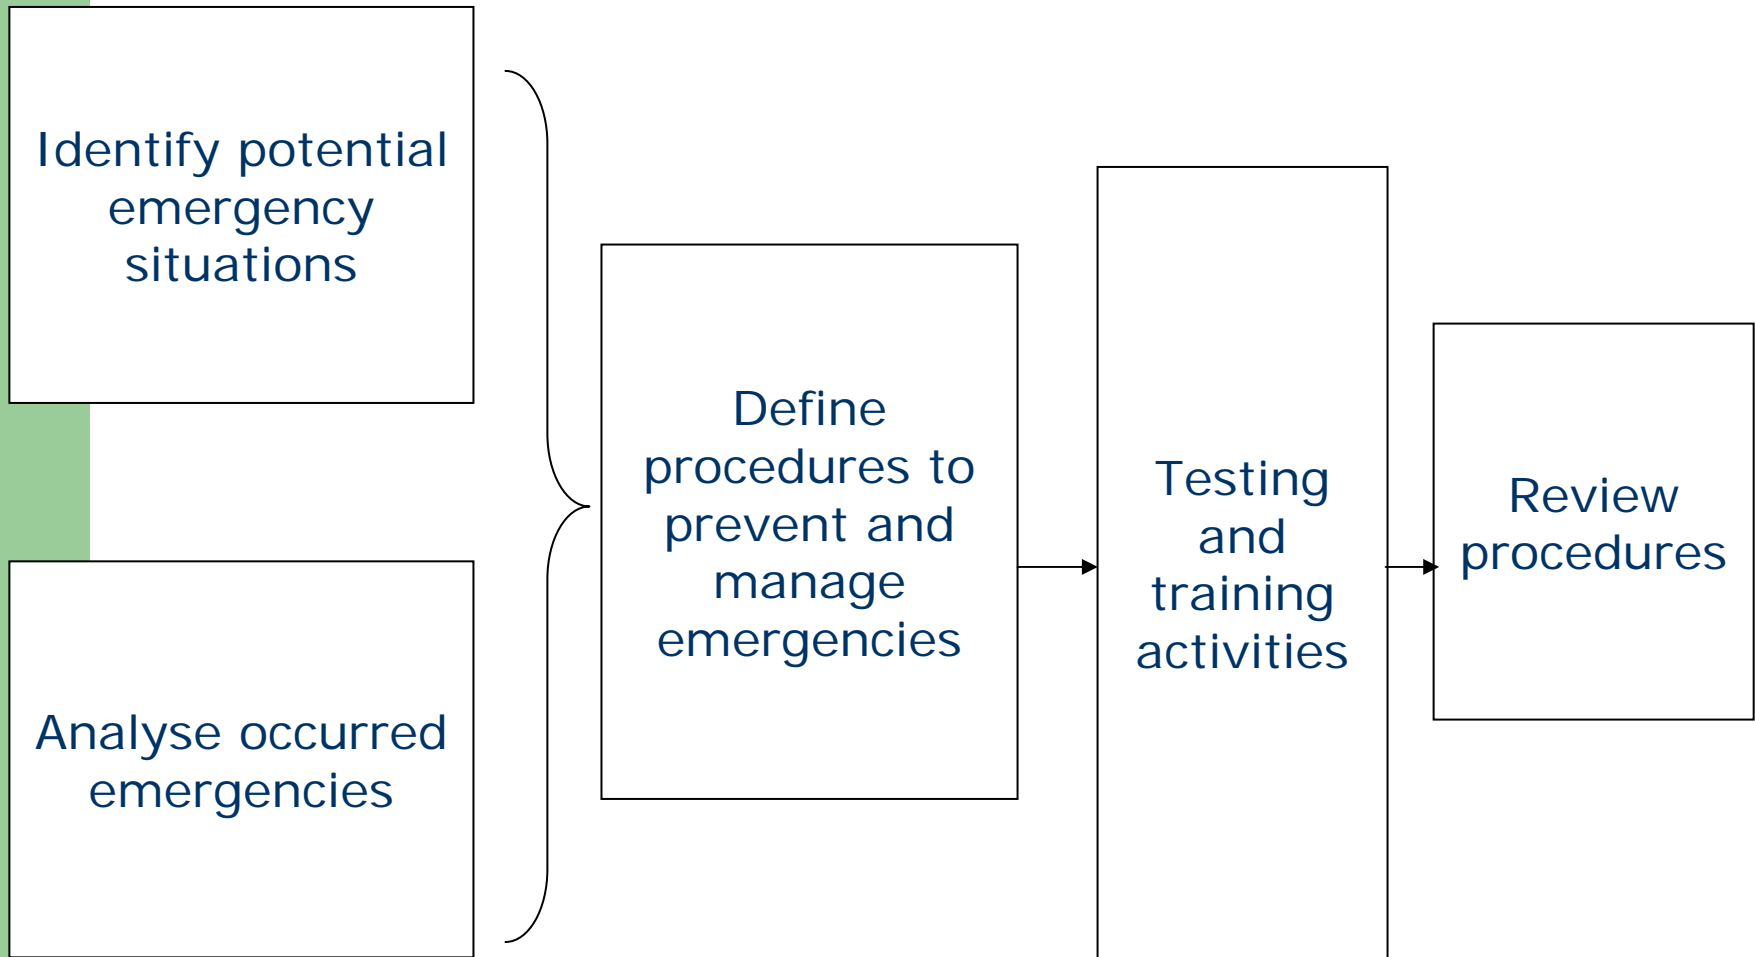 Identify potential
emergency
situations
Analyse occurred
emergencies
Define
procedures to
prevent and
manage
emergencies
Testing
and
training
activities
Review
procedures